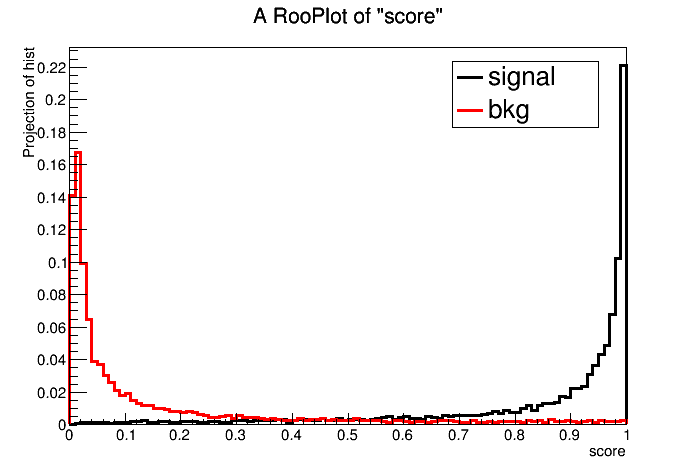 A RooPlot of "score"
Projection of hist
0.22
0.2
0.18
0.16
0.14
0.12
0.1
0.08
0.06
0.04
0.02
0
signal
bkg
0 0.1 0.2 0.3 0.4 0.5 0.6 0.7 0.8 0.9 1
score